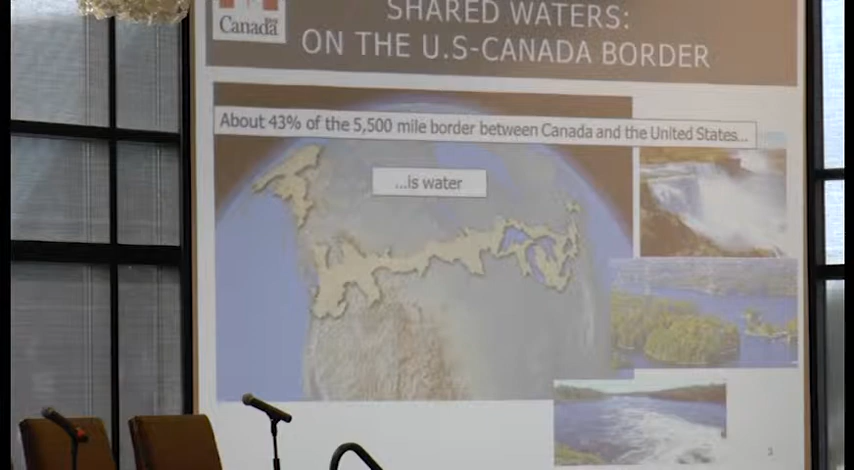 Canada
SHARED WATERS:
ON THE U.S-CANADA BORDER
About 43% of the 5,500 mile border between Canada and the United States...
...is water
3